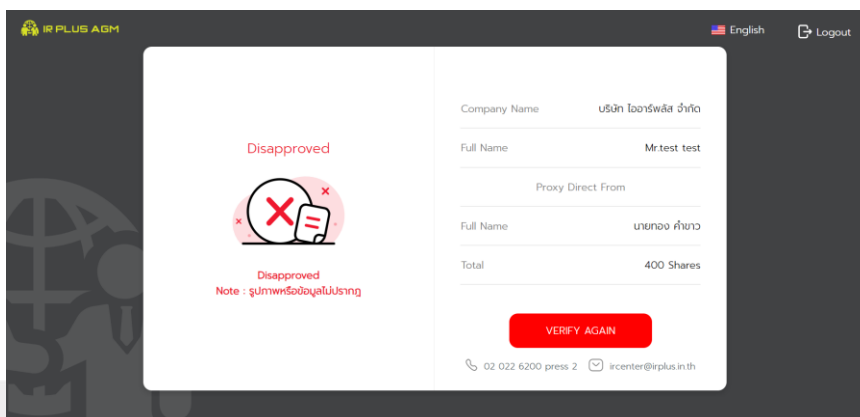 IR PLUS AGM
English
Logout
Disapproved
Disapproved
Note : รูปภาพหรือข้อมูลไม่ปรากฎ
Company Name บริษัท ไออาร์พลัส จำกัด
Full Name Mr.test test
Proxy Direct From
Full Name นายทอง คำขาว
Total 400 Shares
VERIFY AGAIN
02 022 6200 press 2 ircenter@irplus.in.th